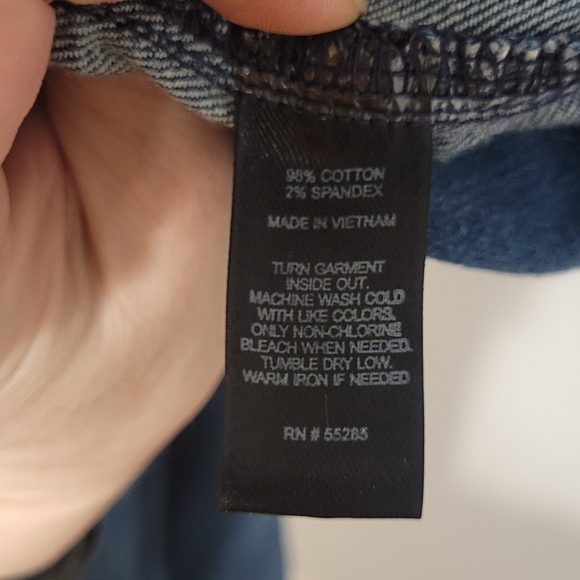 98% COTTON
2% SPANDEX
MADE IN VIETNAM
TURN GARMENT
INSIDE OUT.
MACHINE WASH COLD
WITH LIKE COLORS.
ONLY NON-CHLORINE
BLEACH WHEN NEEDED.
TUMBLE DRY LOW.
WARM IRON IF NEEDED
RN # 55285